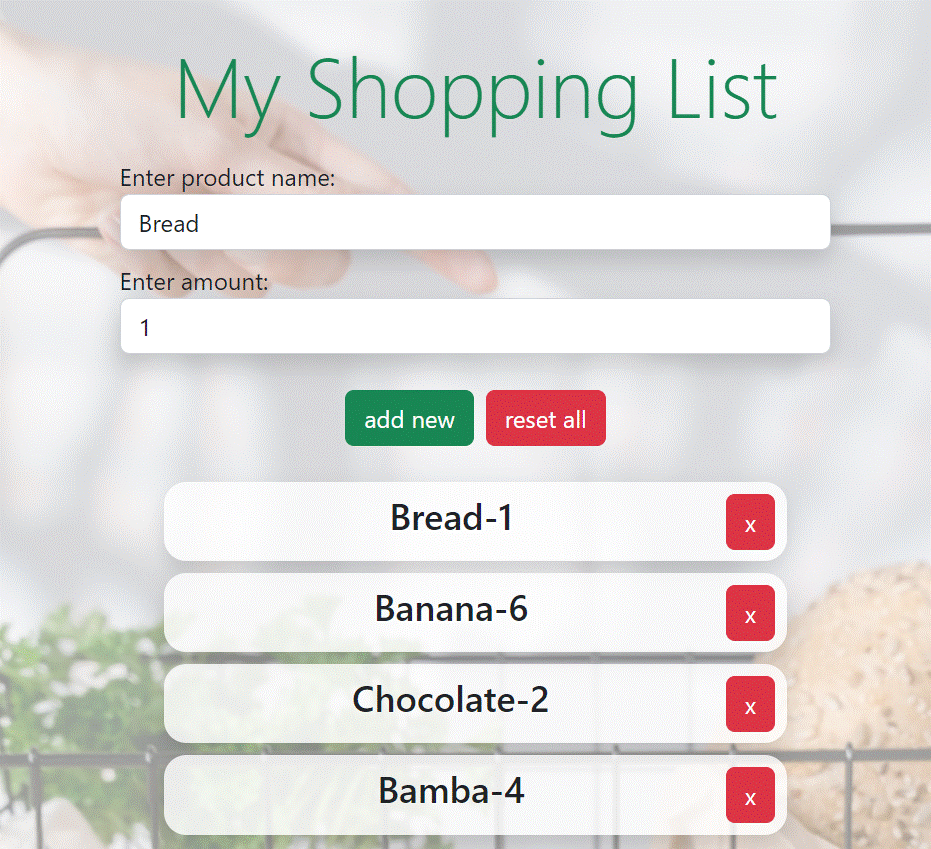 My Shopping List
Enter product name:
Bread
Enter amount:
1
add new reset all
Bread-1 x
Banana-6 x
Chocolate-2 x
Bamba-4 x